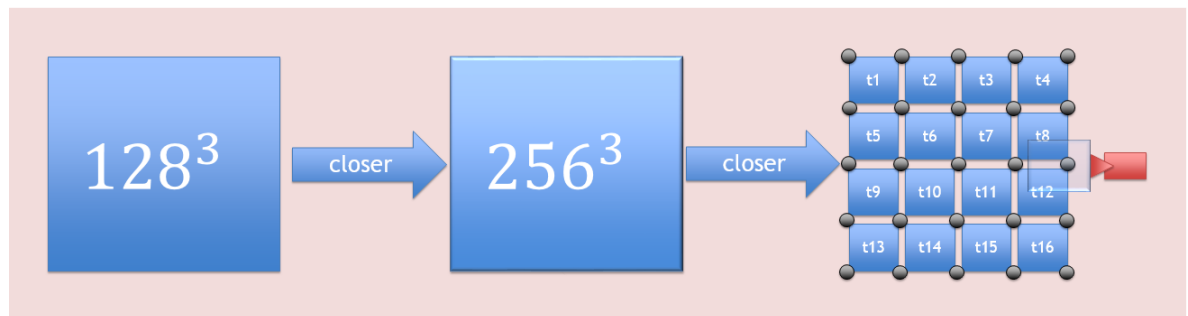 128³
closer
256³
closer
t1 t2 t3 t4
t5 t6 t7 t8
t9 t10 t11 t12
t13 t14 t15 t16